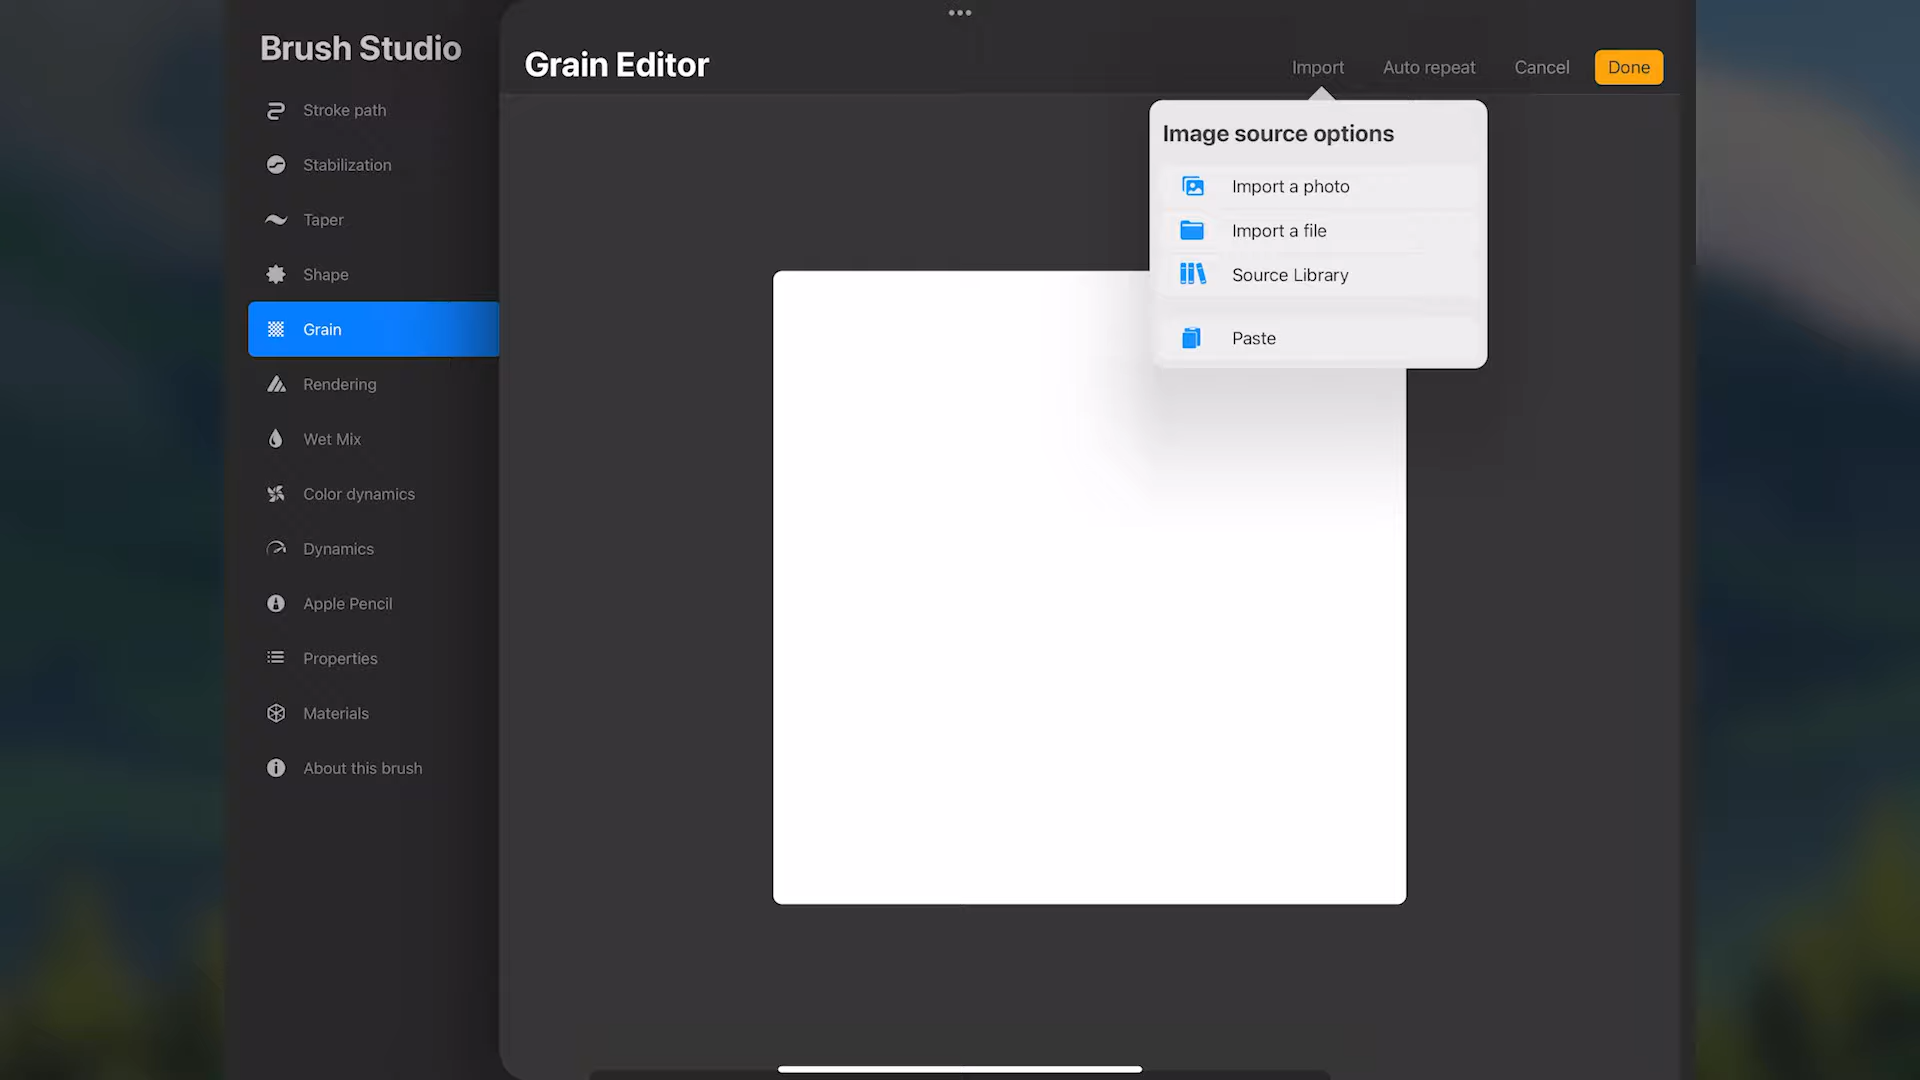 Brush Studio
Stroke path
Stabilization
Taper
Shape
Grain
Rendering
Wet Mix
Color dynamics
Dynamics
Apple Pencil
Properties
Materials
About this brush
Grain Editor
Import
Auto repeat
Cancel
Done
Image source options
Import a photo
Import a file
Source Library
Paste